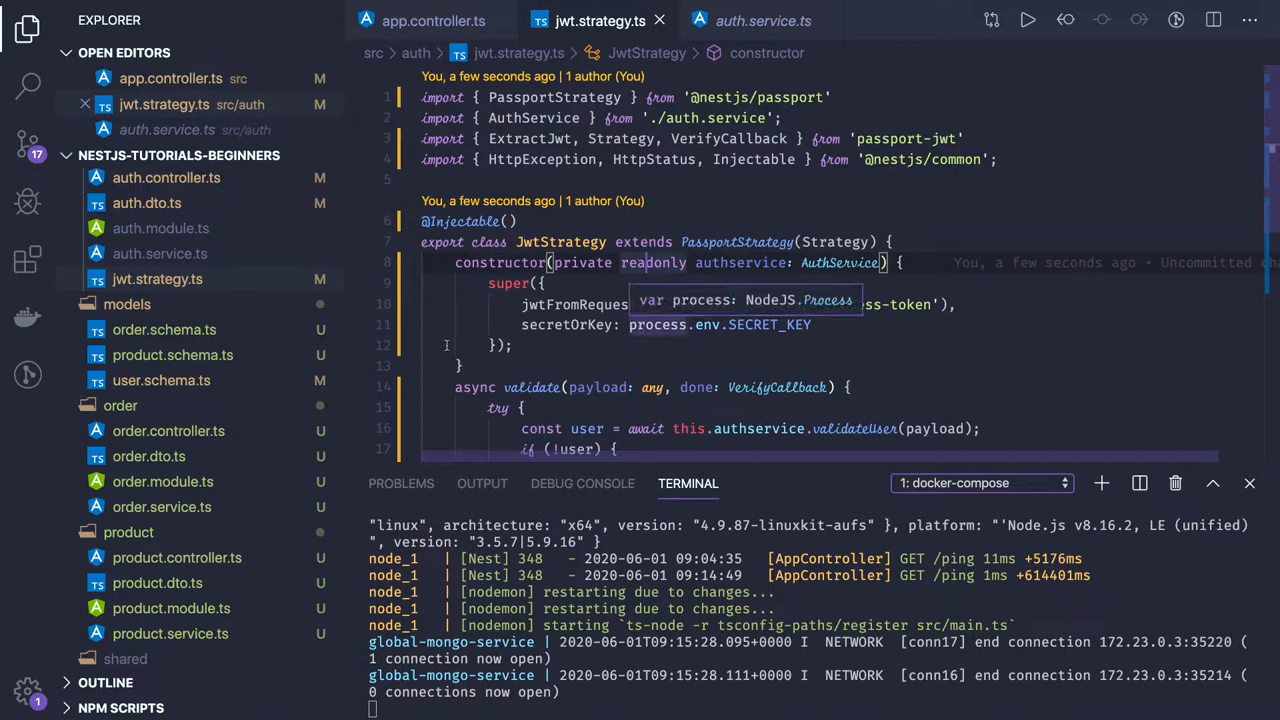 EXPLORER
OPEN EDITORS
app.controller.ts src M
jwt.strategy.ts src/auth M
auth.service.ts src/auth
17
NESTJS-TUTORIALS-BEGINNERS
auth.controller.ts M
auth.dto.ts M
auth.module.ts
auth.service.ts
jwt.strategy.ts M
models
order.schema.ts U
product.schema.ts U
user.schema.ts M
order
order.controller.ts U
order.dto.ts U
order.module.ts U
order.service.ts U
product
product.controller.ts U
product.dto.ts U
product.module.ts U
product.service.ts U
shared
OUTLINE
1
NPM SCRIPTS
app.controller.ts
jwt.strategy.ts
auth.service.ts
src > auth > jwt.strategy.ts > JwtStrategy > constructor
You, a few seconds ago | 1 author (You)
1 import { PassportStrategy } from '@nestjs/passport'
2 import { AuthService } from './auth.service';
3 import { ExtractJwt, Strategy, VerifyCallback } from 'passport-jwt'
4 import { HttpException, HttpStatus, Injectable } from '@nestjs/common';
5
You, a few seconds ago | 1 author (You)
6 @Injectable()
7 export class JwtStrategy extends PassportStrategy(Strategy) {
8 constructor(private readonly authservice: AuthService) { You, a few seconds ago • Uncommitted cha
9 super({
var process: NodeJS.Process
10 jwtFromReques ess-token'),
11 secretOrKey: process.env.SECRET_KEY
12 });
13 }
14 async validate(payload: any, done: VerifyCallback) {
15 try {
16 const user = await this.authservice.validateUser(payload);
17 if (!user) {
PROBLEMS OUTPUT DEBUG CONSOLE TERMINAL 1: docker-compose
"linux", architecture: "x64", version: "4.9.87-linuxkit-aufs" }, platform: "'Node.js v8.16.2, LE (unified)
", version: "3.5.7|5.9.16" }
node_1 | [Nest] 348 - 2020-06-01 09:04:35 [AppController] GET /ping 11ms +5176ms
node_1 | [Nest] 348 - 2020-06-01 09:14:49 [AppController] GET /ping 1ms +614401ms
node_1 | [nodemon] restarting due to changes...
node_1 | [nodemon] restarting due to changes...
node_1 | [nodemon] starting `ts-node -r tsconfig-paths/register src/main.ts`
global-mongo-service | 2020-06-01T09:15:28.095+0000 I NETWORK [conn17] end connection 172.23.0.3:35220 (
1 connection now open)
global-mongo-service | 2020-06-01T09:15:28.111+0000 I NETWORK [conn16] end connection 172.23.0.3:35214 (
0 connections now open)